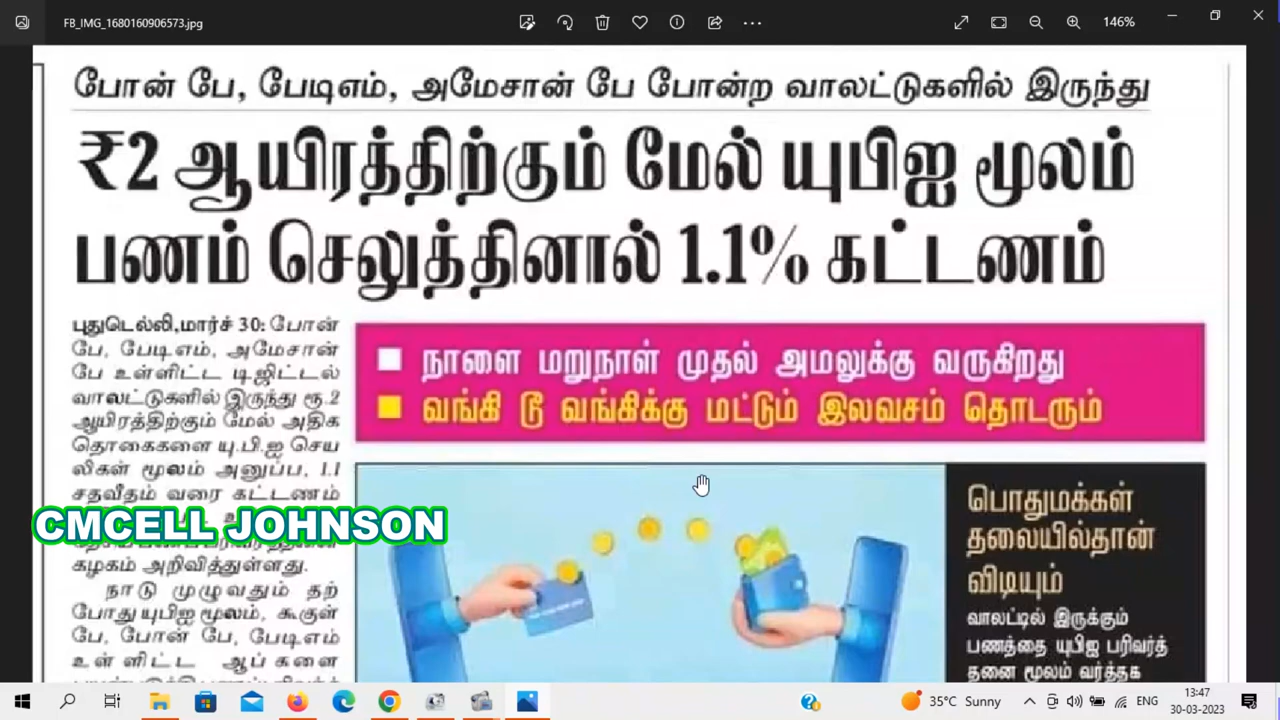 FB_IMG_1680160906573.jpg
146%
போன் பே, பேடிஎம், அமேசான் பே போன்ற வாலட்டுகளில் இருந்து
₹2 ஆயிரத்திற்கும் மேல் யுபிஐ மூலம்
பணம் செலுத்தினால் 1.1% கட்டணம்
புதுடெல்லி,மார்ச் 30: போன்
பே, பேடிஎம், அமேசான்
பே உள்ளிட்ட டிஜிட்டல்
வாலட்டுகளில் இருந்து ரூ.2
ஆயிரத்திற்கும் மேல் அதிக
தொகைகளை யு.பி.ஐ செய
லிகள் மூலம் அனுப்ப, 1.1
சதவீதம் வரை கட்டணம்
கழகம் அறிவித்துள்ளது.
நாடு முழுவதும் தற்
போது யுபிஐ மூலம், கூகுள்
பே, போன் பே, பேடிஎம்
உள்ளிட்ட ஆப்களை
நாளை மறுநாள் முதல் அமலுக்கு வருகிறது
வங்கி டூ வங்கிக்கு மட்டும் இலவசம் தொடரும்
பொதுமக்கள்
தலையில்தான்
விடியும்
வாலட்டில் இருக்கும்
பணத்தை யுபிஐ பரிவர்த்
தனை மூலம் வர்த்தக
CMCELL JOHNSON
35°C Sunny
ENG
13:47
30-03-2023